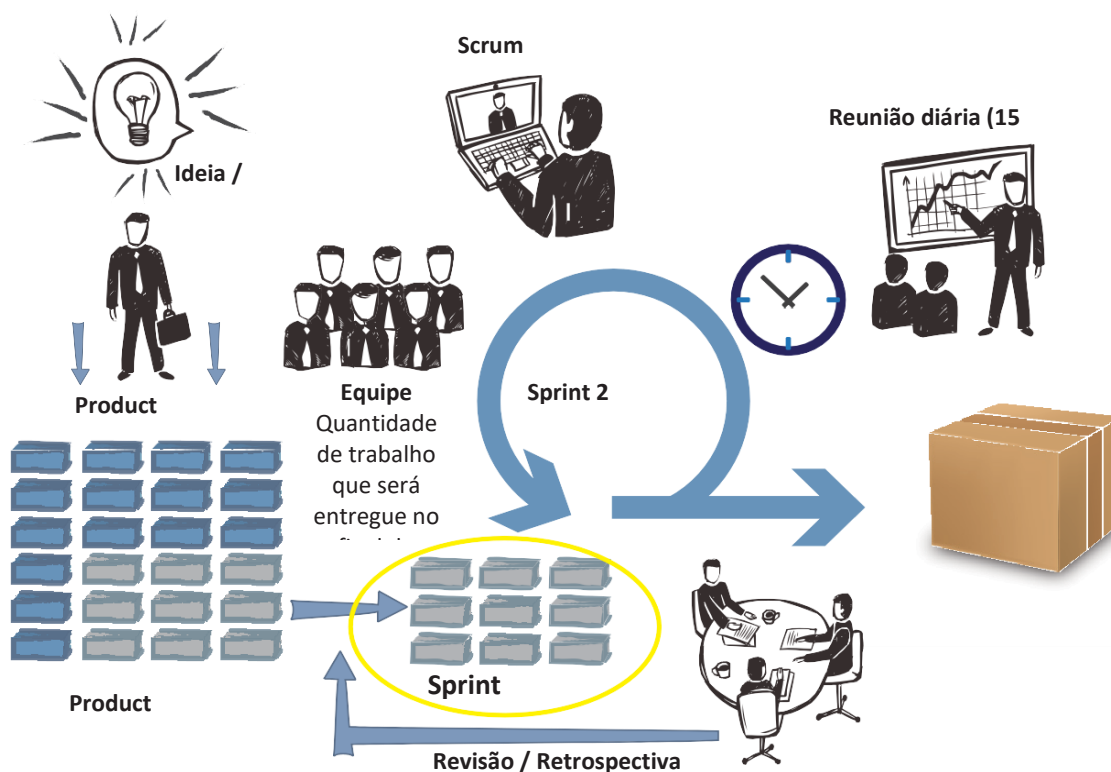 Scrum
Reunião diária (15
Ideia /
Product
Equipe
Quantidade
de trabalho
que será
entregue no
Sprint 2
Sprint
Product
Revisão / Retrospectiva